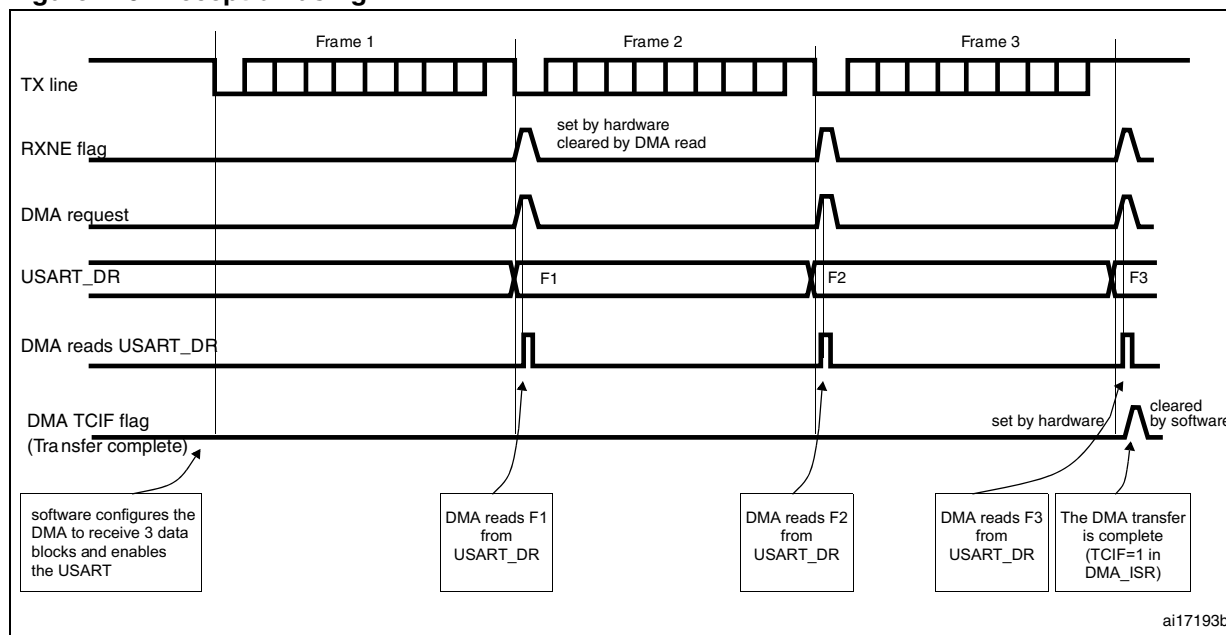 Frame 1 Frame 2 Frame 3
TX line
set by hardware
cleared by DMA read
RXNE flag
DMA request
USART_DR
F1 F2 F3
DMA reads USART_DR
DMA TCIF flag
(Transfer complete)
set by hardware
cleared
by software
software configures the
DMA to receive 3 data
blocks and enables
the USART
DMA reads F1
from
USART_DR
DMA reads F2
from
USART_DR
DMA reads F3
from
USART_DR
The DMA transfer
is complete
(TCIF=1 in
DMA_ISR)
ai17193b